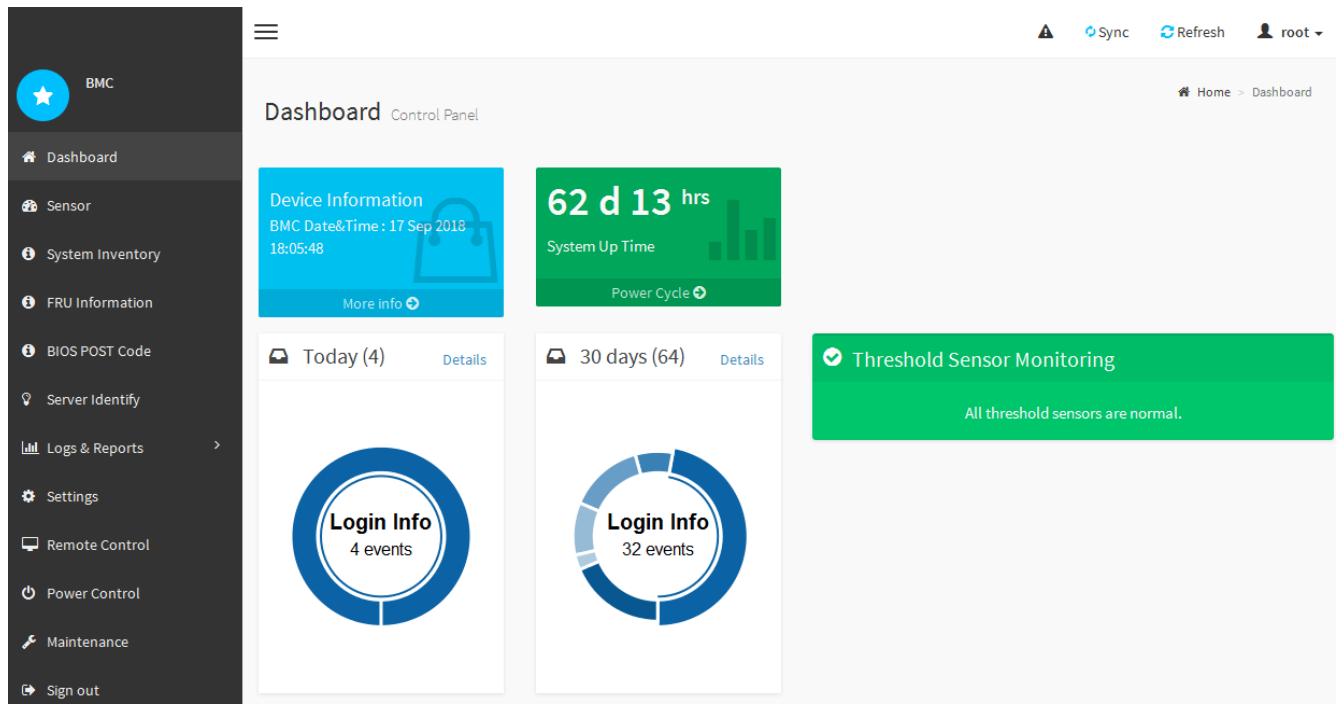 Sync
Refresh
root
BMC
Home > Dashboard
Dashboard Control Panel
Dashboard
Sensor
System Inventory
FRU Information
BIOS POST Code
Server Identify
Logs & Reports >
Settings
Remote Control
Power Control
Maintenance
Sign out
Device Information
BMC Date&Time : 17 Sep 2018
18:05:48
More info
62 d 13 hrs
System Up Time
Power Cycle
Today (4) Details
Login Info
4 events
30 days (64) Details
Login Info
32 events
Threshold Sensor Monitoring
All threshold sensors are normal.